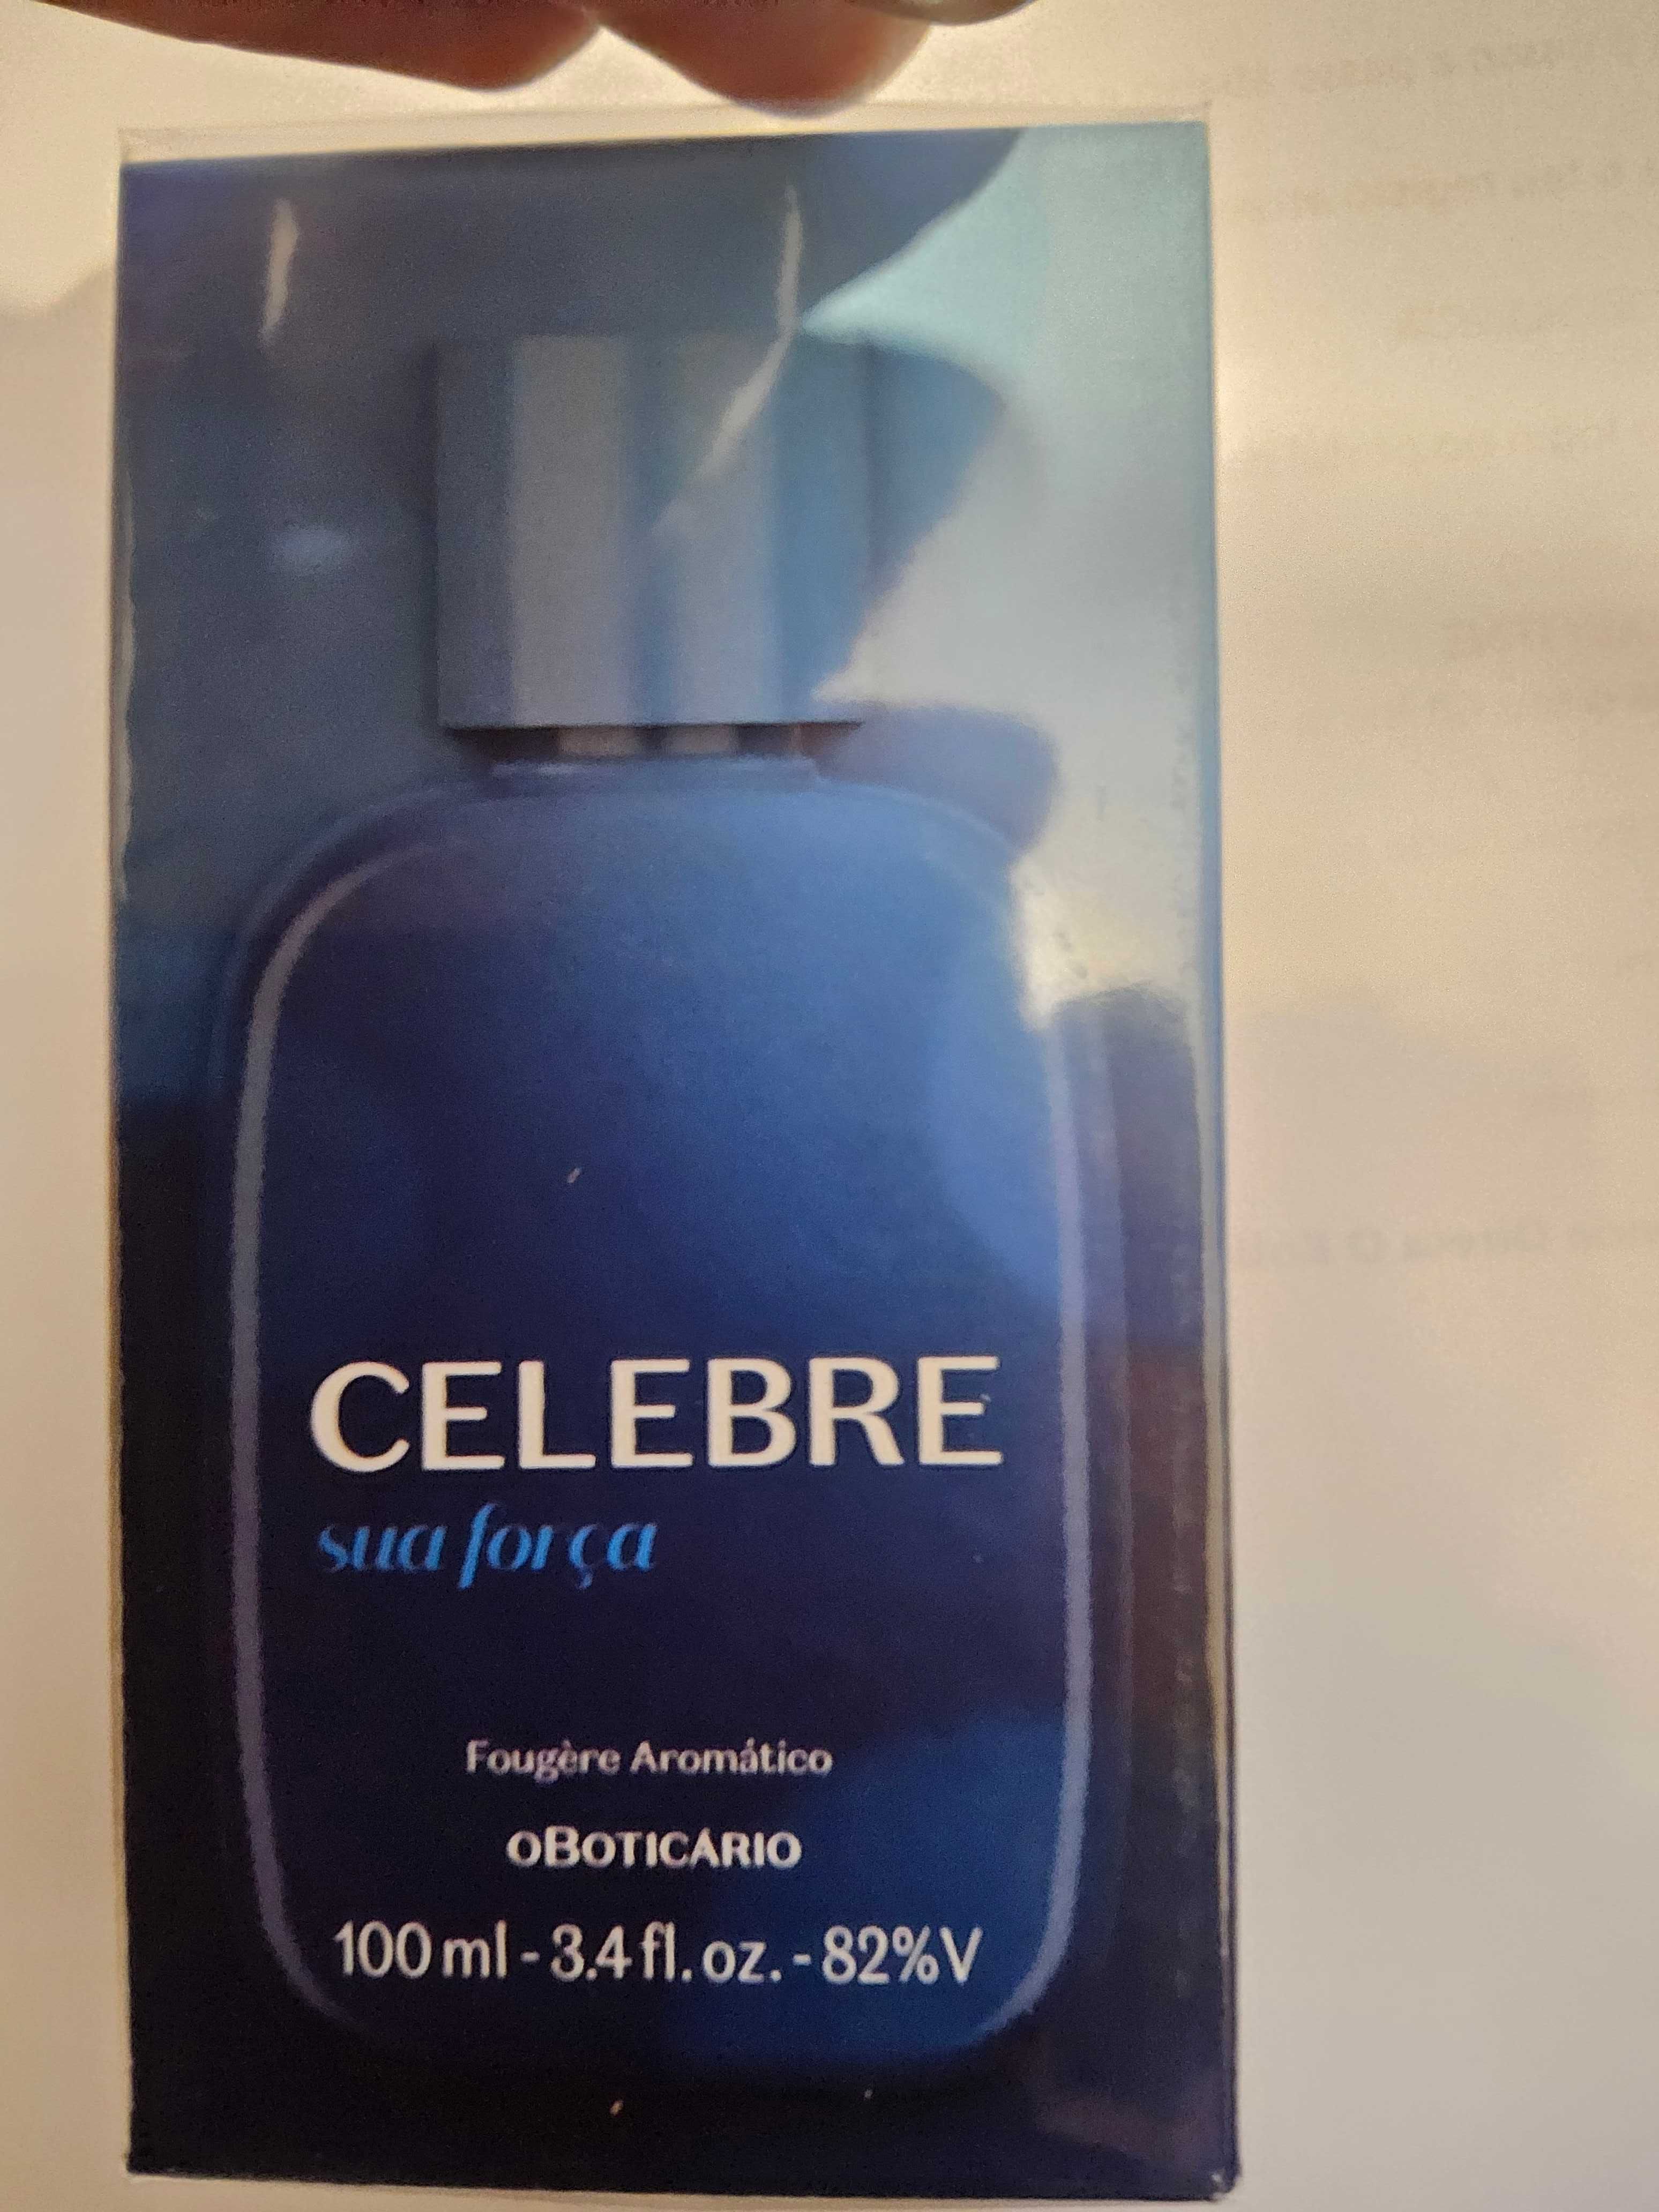 CELEBRE
sua força
Fougère Aromático
oBOTICÁRIO
100 ml - 3.4 fl. oz. - 82%V